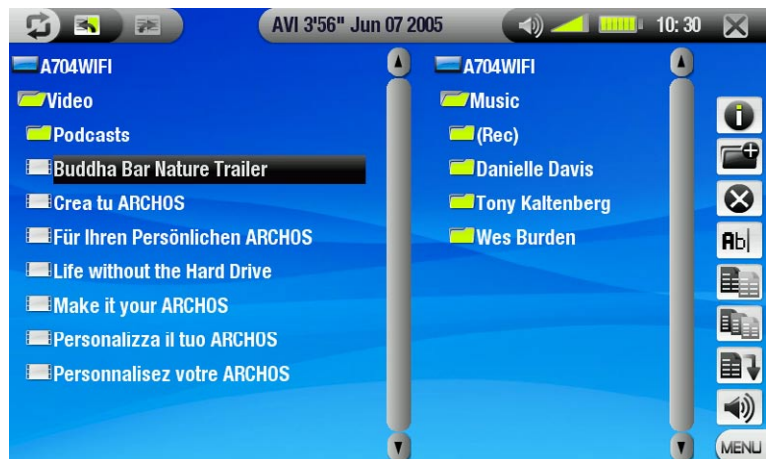 AVI 3'56" Jun 07 2005
10:30
A704WIFI
Video
Podcasts
Buddha Bar Nature Trailer
Crea tu ARCHOS
Für Ihren Persönlichen ARCHOS
Life without the Hard Drive
Make it your ARCHOS
Personalizza il tuo ARCHOS
Personnalisez votre ARCHOS
A704WIFI
Music
(Rec)
Danielle Davis
Tony Kaltenberg
Wes Burden
Ab|
MENU